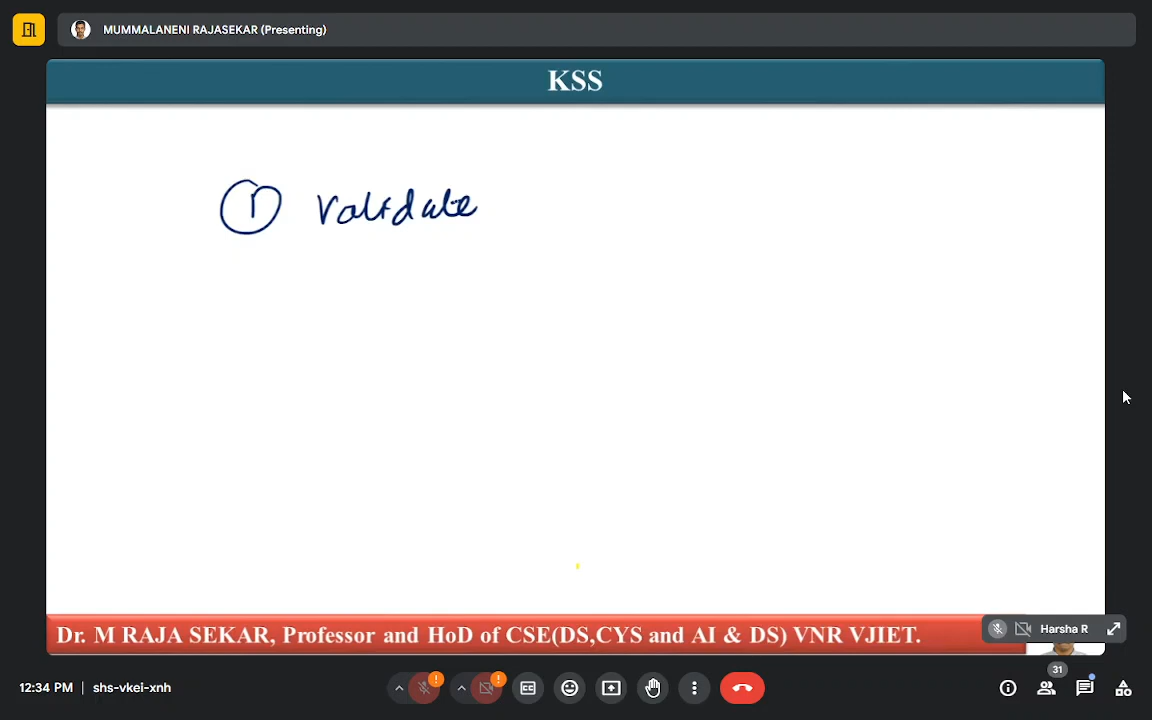 MUMMALANENI RAJASEKAR (Presenting)
KSS
1 Validate
Dr. M RAJA SEKAR, Professor and HoD of CSE(DS,CYS and AI & DS) VNR VJIET.
Harsha R
31
12:34 PM | shs-vkei-xnh